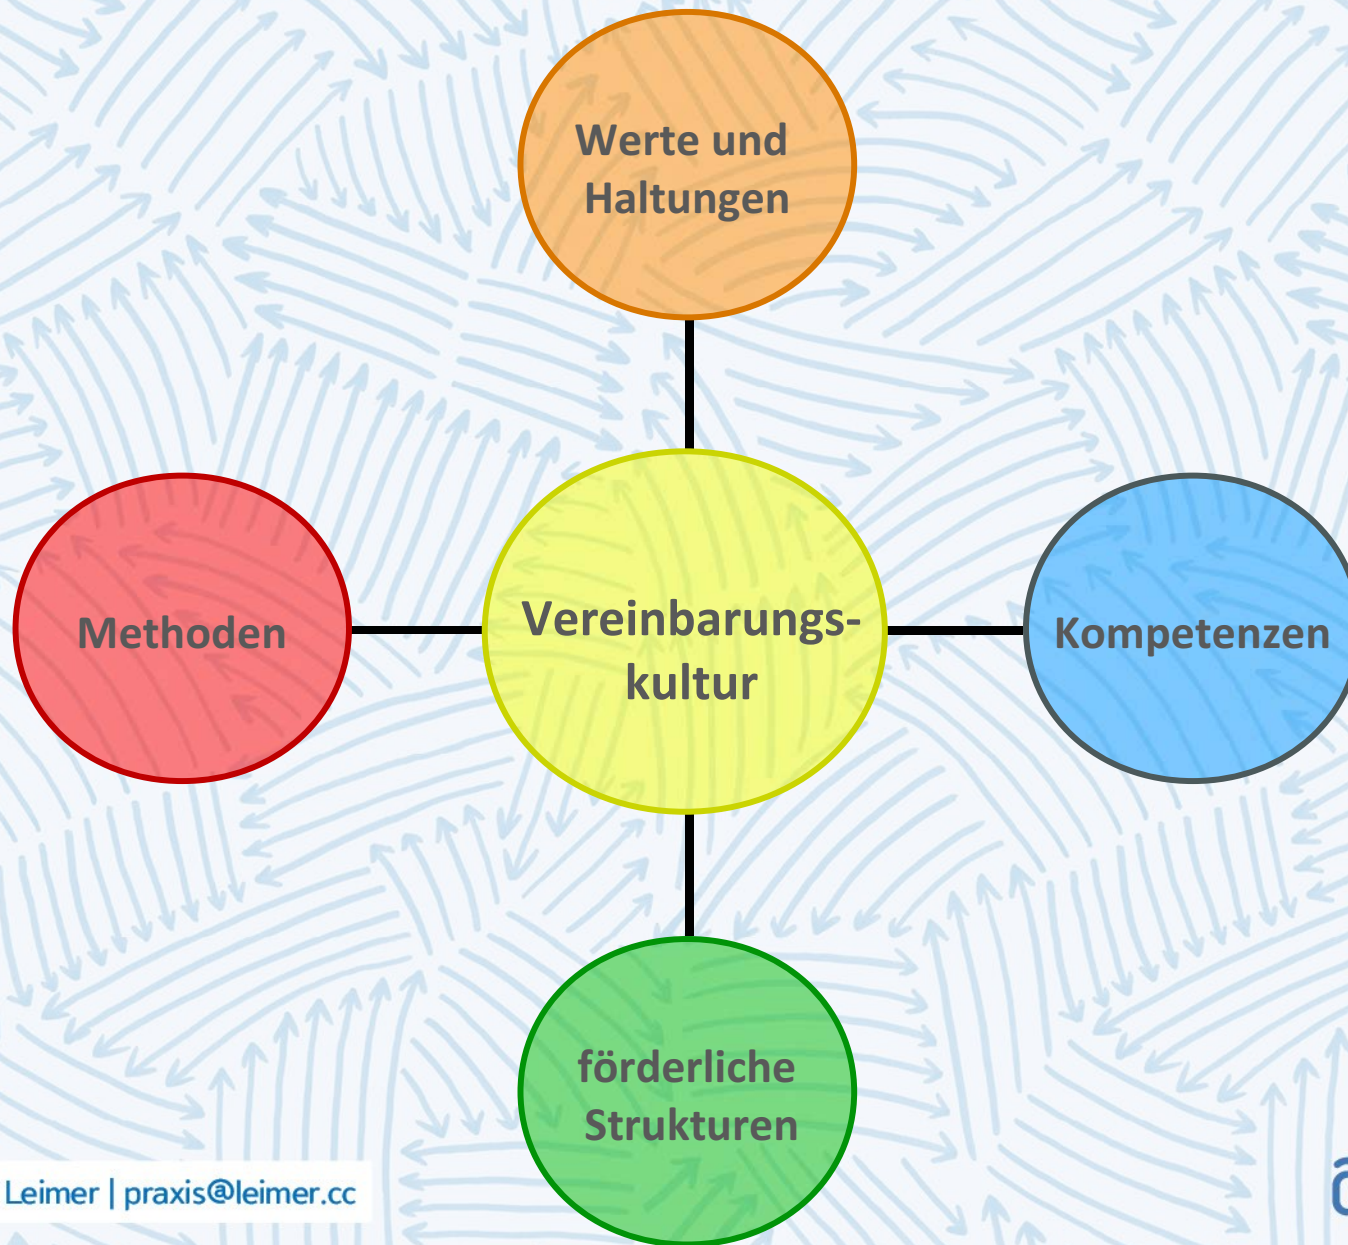 Werte und
Haltungen
Methoden
Vereinbarungs-
kultur
Kompetenzen
förderliche
Strukturen
Leimer | praxis@leimer.cc